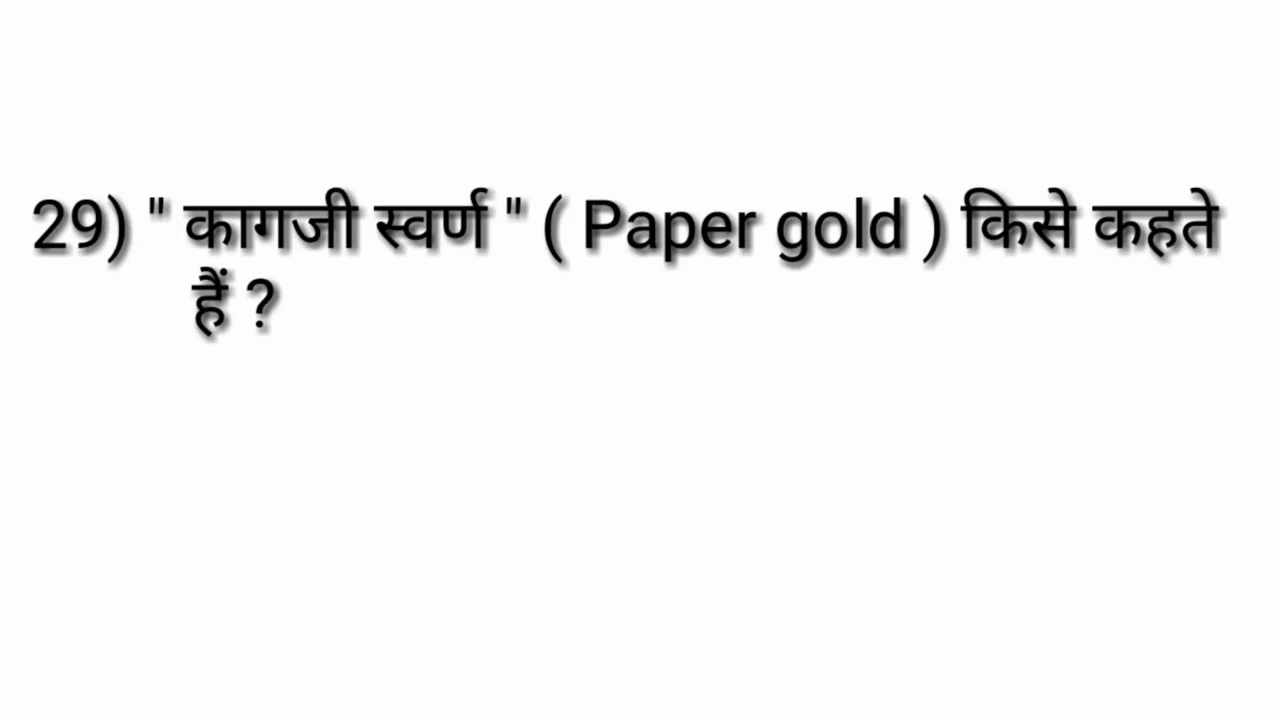 29) " कागजी स्वर्ण " ( Paper gold ) किसे कहते
हैं ?